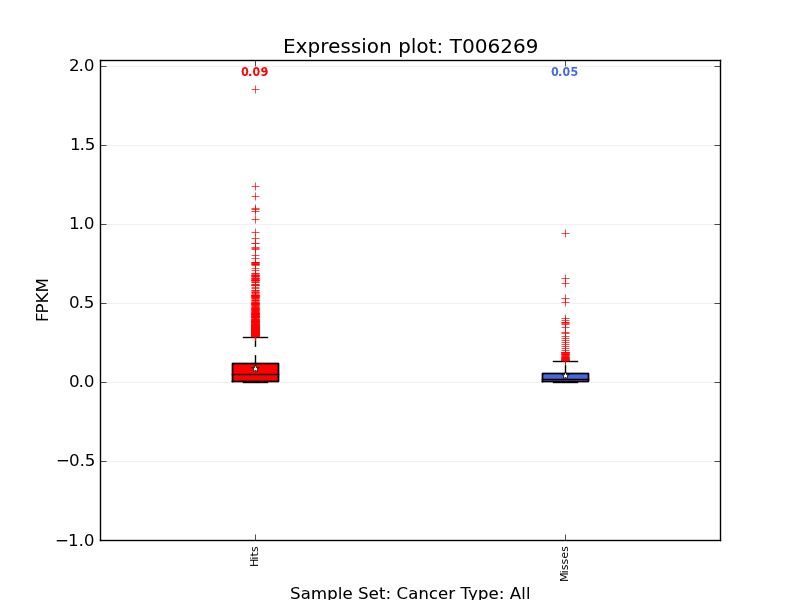 Expression plot: T006269
2.0
0.09
0.05
1.5
1.0
FPKM
0.5
0.0
−0.5
−1.0
Hits
Misses
Sample Set: Cancer Type: All